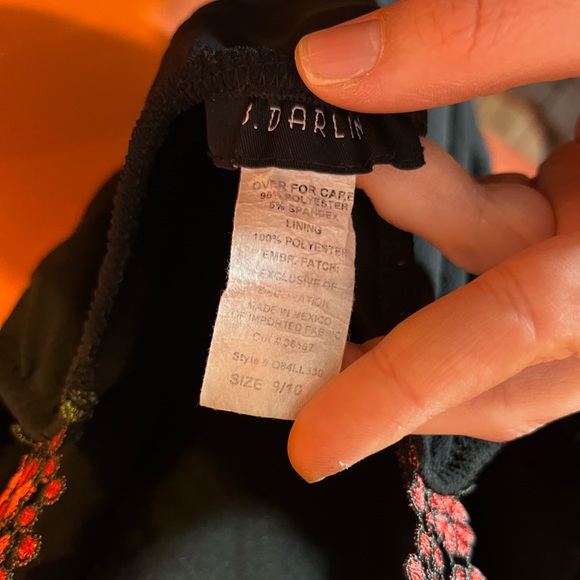 B. DARLIN
OVER FOR CARE
95% POLYESTER
5% SPANDEX
LINING
100% POLYESTER
EMBR. PATCH:
EXCLUSIVE OF
DECORATION
MADE IN MEXICO
OF IMPORTED FABRIC
Cut #
Style #
SIZE 9/10